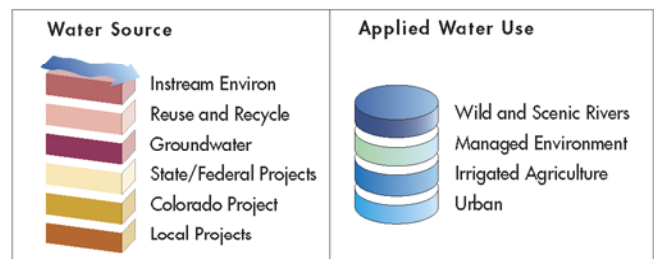 Water Source
Instream Environ
Reuse and Recycle
Groundwater
State/Federal Projects
Colorado Project
Local Projects
Applied Water Use
Wild and Scenic Rivers
Managed Environment
Irrigated Agriculture
Urban